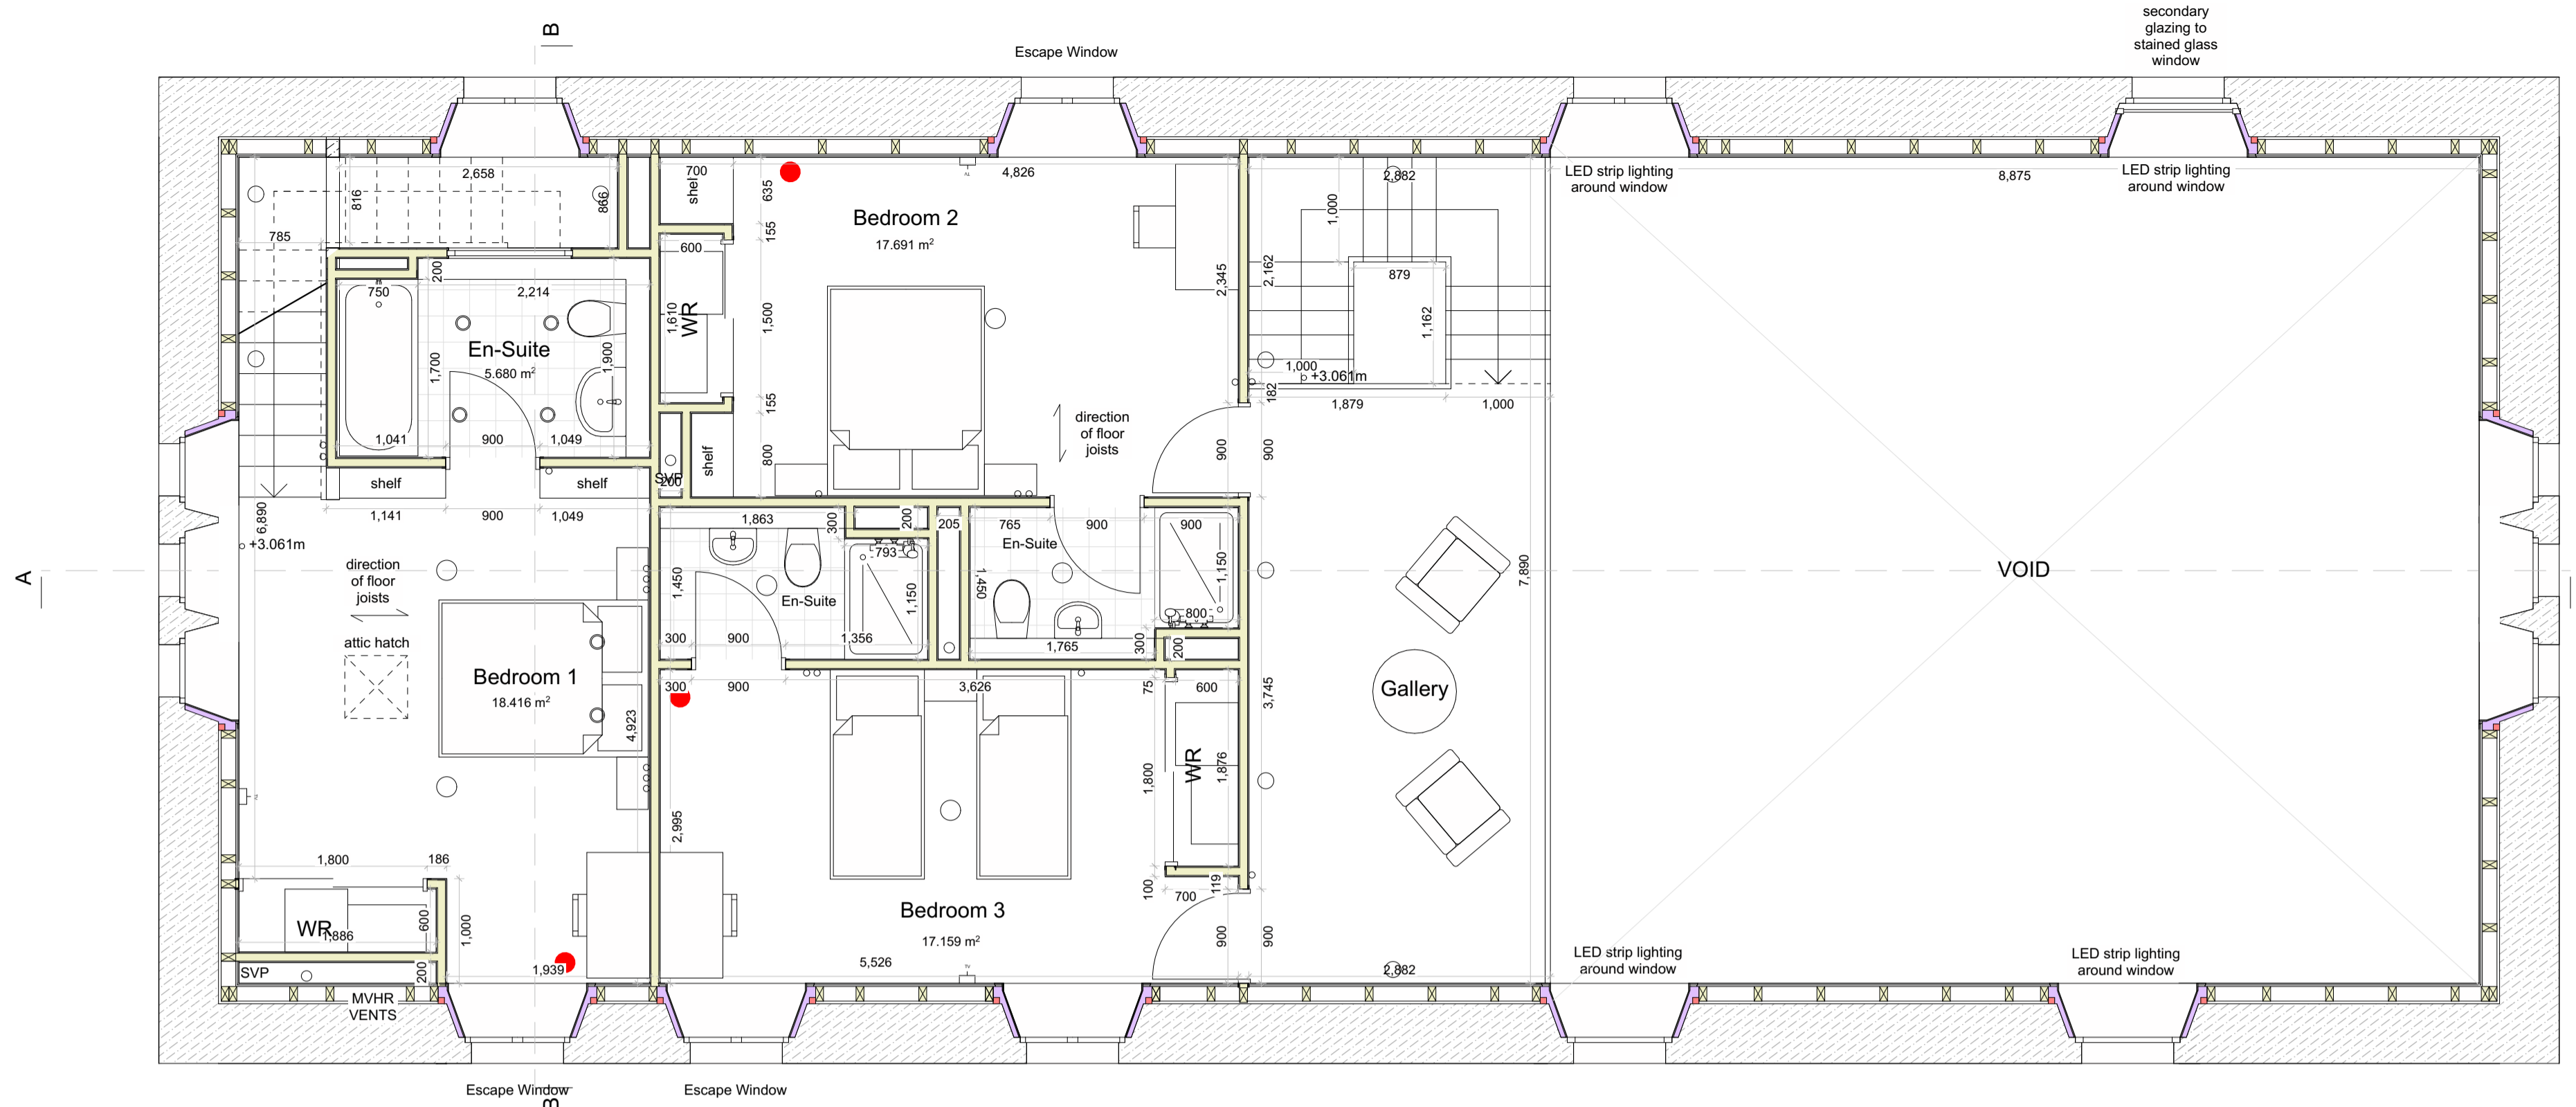 B
Escape Window
secondary
glazing to
stained glass
window
2,658
816
866
785
700
shelf
635
155
4,826
Bedroom 2
17.691 m²
600
WR
1,610
1,500
155
800
shelf
2,345
direction
of floor
joists
900
2,882
1,000
2,162
879
1,162
1,000
+3.061m
182
1,879
1,000
900
LED strip lighting
around window
8,875
LED strip lighting
around window
200
750
2,214
En-Suite
5.680 m²
1,700
1,900
1,041
900
1,049
shelf
shelf
SVP
200
1,141
900
1,049
6,890
+3.061m
A
direction
of floor
joists
attic hatch
Bedroom 1
18.416 m²
4,923
1,863
300
200
205
793
1,450
En-Suite
1,150
300
900
1,356
765
900
900
En-Suite
1,450
1,150
800
1,765
300
200
300
900
3,626
75
600
2,995
1,800
WR
1,876
100
700
119
900
900
3,745
7,890
Gallery
VOID
1,800
186
WR
1,886
600
1,000
SVP
200
1,939
MVHR
VENTS
Bedroom 3
17.159 m²
5,526
TV
2,882
LED strip lighting
around window
LED strip lighting
around window
Escape Window
Escape Window
B